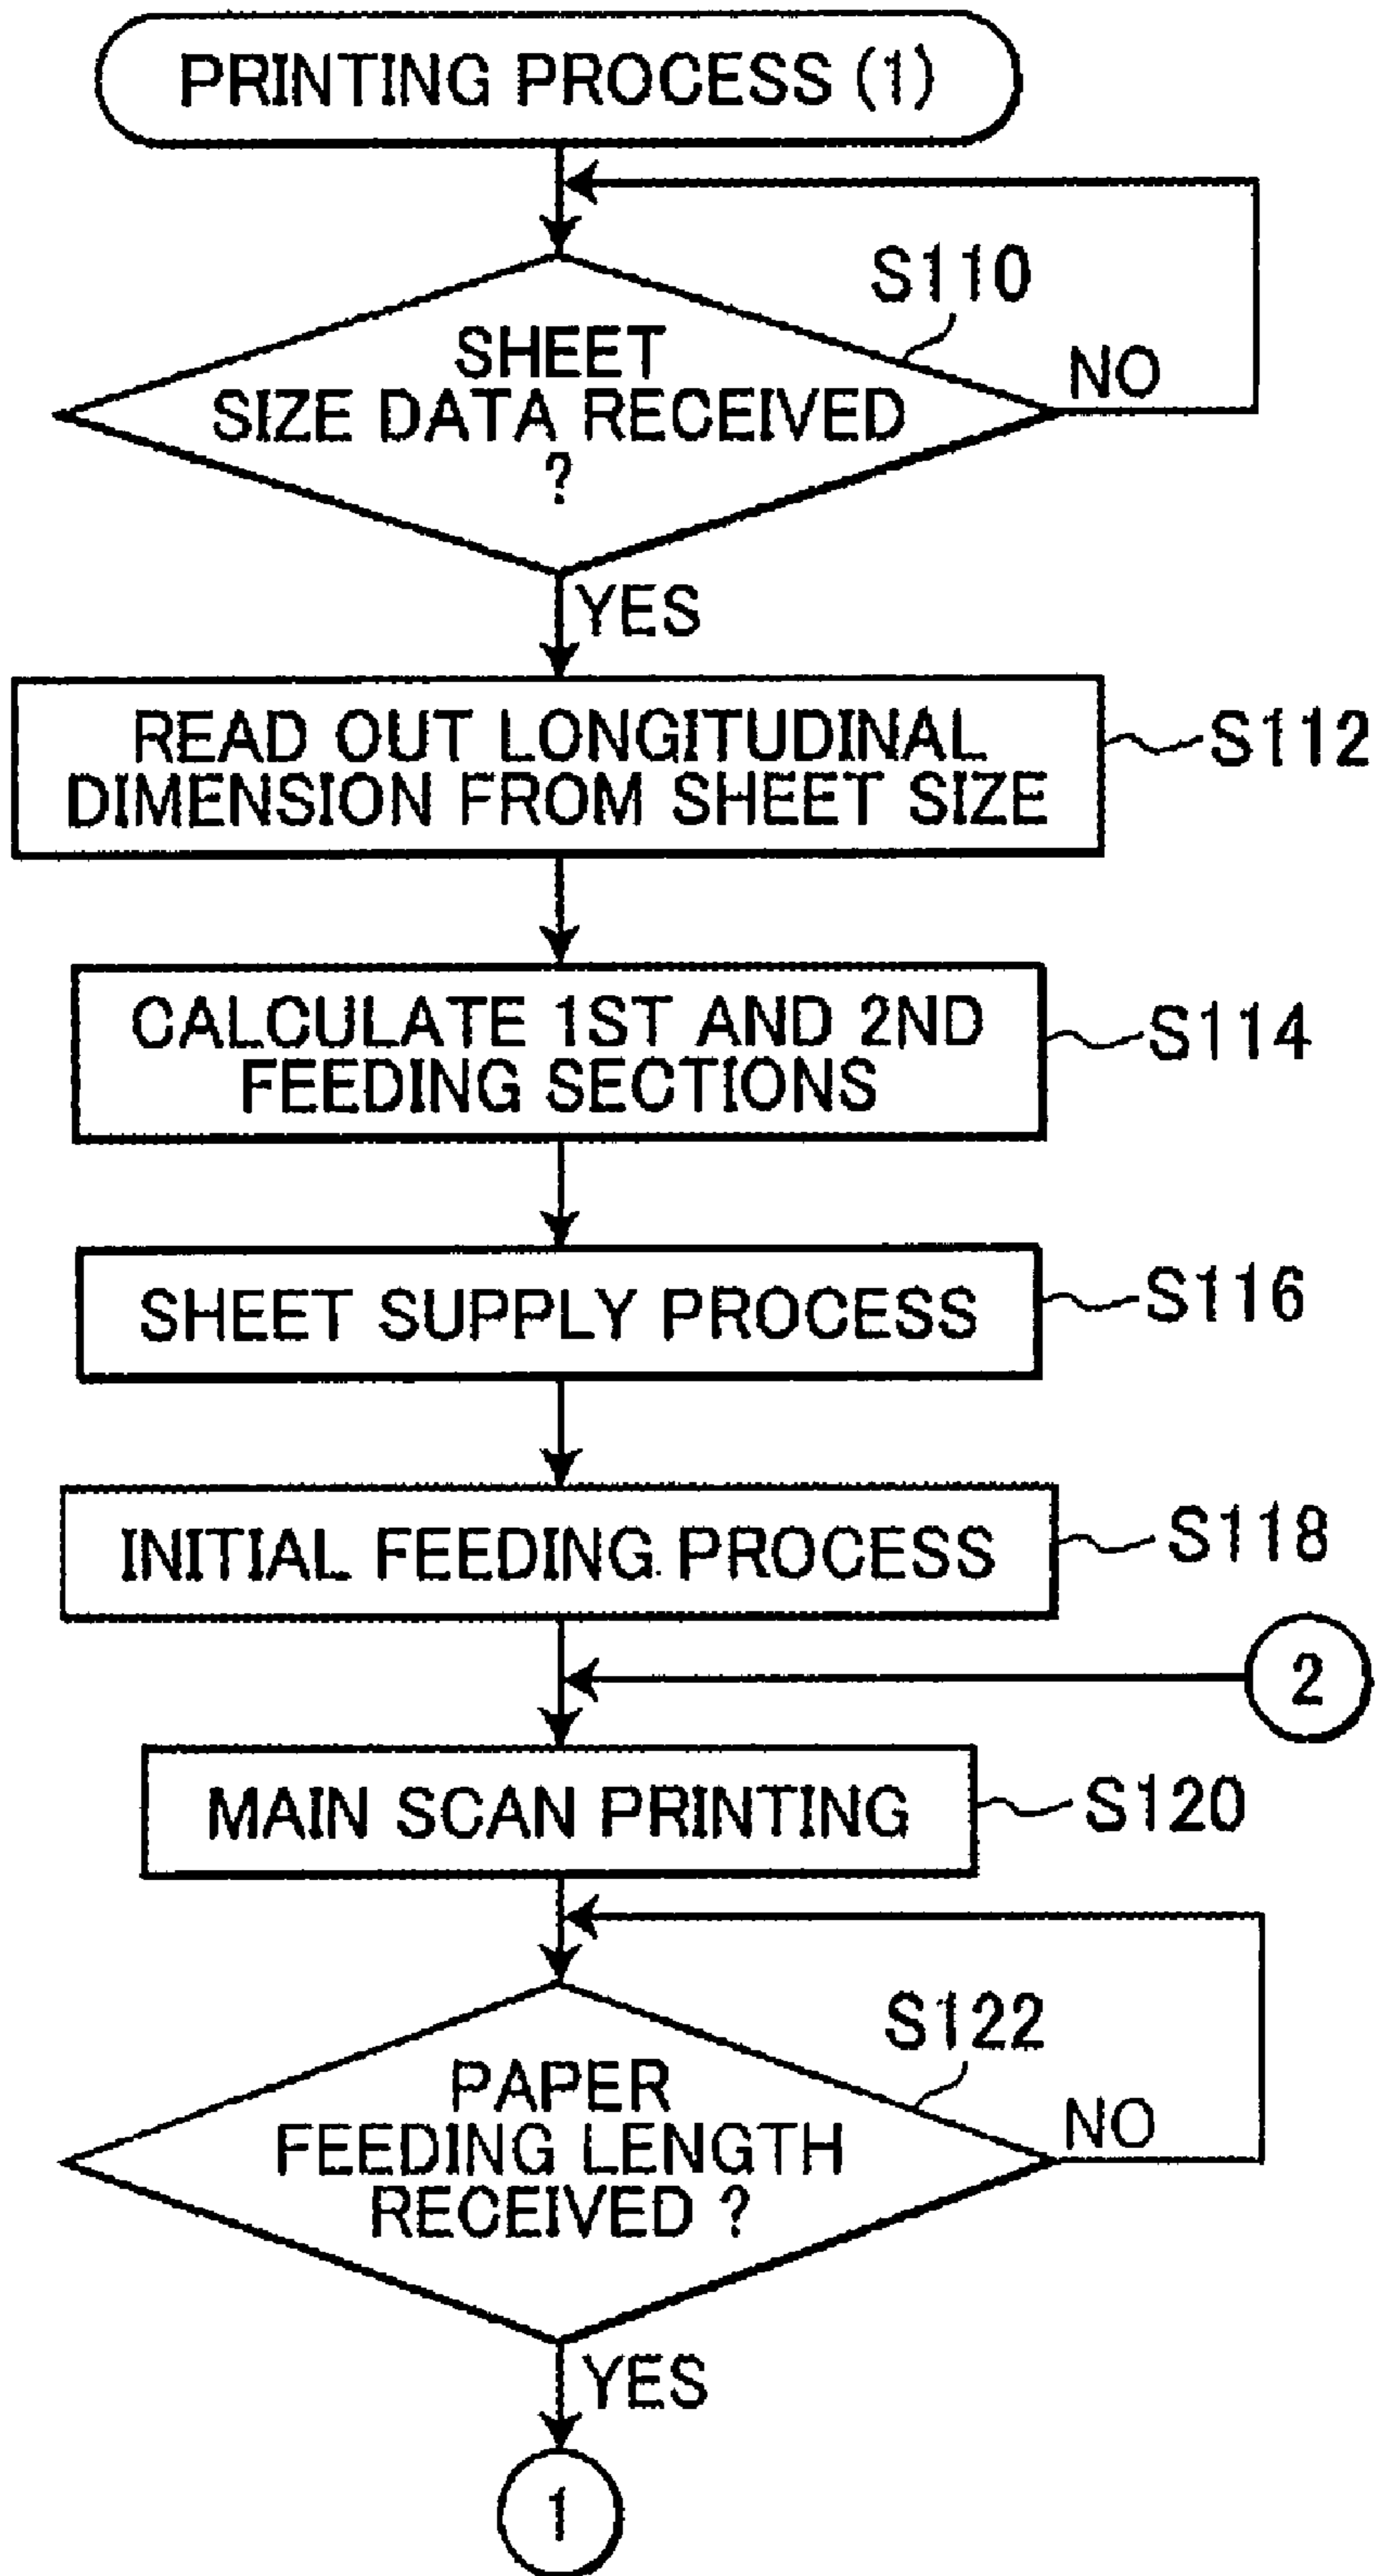 PRINTING PROCESS (1)
S110
SHEET
SIZE DATA RECEIVED
?
NO
YES
READ OUT LONGITUDINAL
DIMENSION FROM SHEET SIZE
S112
CALCULATE 1ST AND 2ND
FEEDING SECTIONS
S114
SHEET SUPPLY PROCESS
S116
INITIAL FEEDING PROCESS
S118
2
MAIN SCAN PRINTING
S120
S122
PAPER
FEEDING LENGTH
RECEIVED ?
NO
YES
1